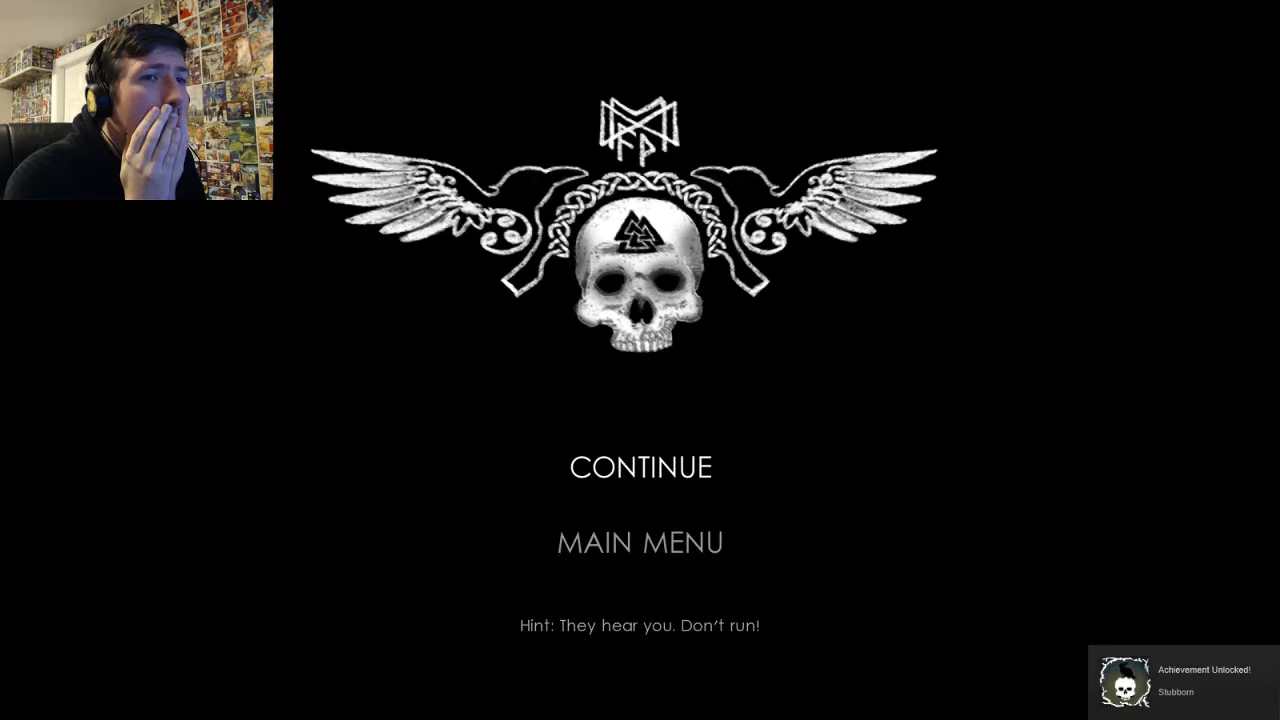 CONTINUE
MAIN MENU
Hint: They hear you. Don't run!
Achievement Unlocked!
Stubborn